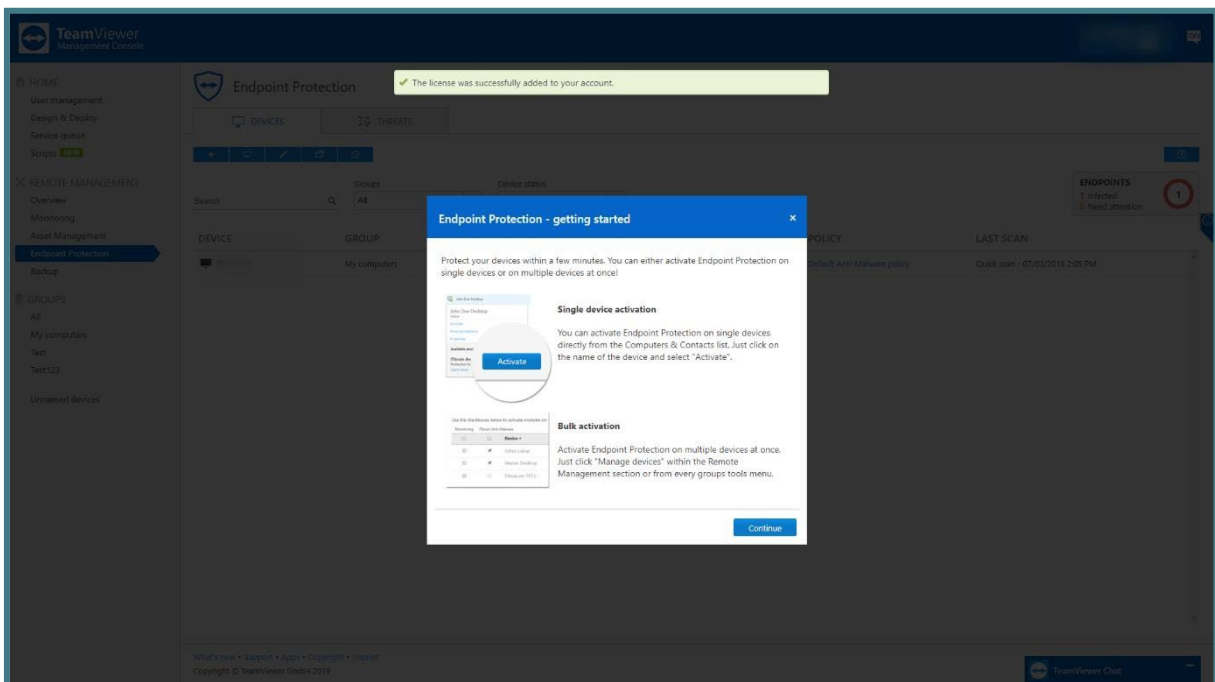 TeamViewer
Management Console
HOME
User management
Design & Deploy
Service queue
Scripts NEW
REMOTE MANAGEMENT
Overview
Monitoring
Asset Management
Endpoint Protection
Backup
GROUPS
All
My computers
Test
Test123
Unnamed devices
Endpoint Protection
✓ The license was successfully added to your account.
DEVICES THREATS
Groups Device status
Search All
ENDPOINTS
1 Infected
0 Need attention
1
DEVICE GROUP POLICY LAST SCAN
My computers Default Anti-Malware policy Quick scan - 07/03/2019 2:05 PM
Endpoint Protection - getting started ×
Protect your devices within a few minutes. You can either activate Endpoint Protection on
single devices or on multiple devices at once!
Activate
Single device activation
You can activate Endpoint Protection on single devices
directly from the Computers & Contacts list. Just click on
the name of the device and select "Activate".
Bulk activation
Activate Endpoint Protection on multiple devices at once.
Just click "Manage devices" within the Remote
Management section or from every groups tools menu.
Continue
What's new • Support • Apps • Copyright • Imprint
Copyright © TeamViewer GmbH 2019
TeamViewer Chat